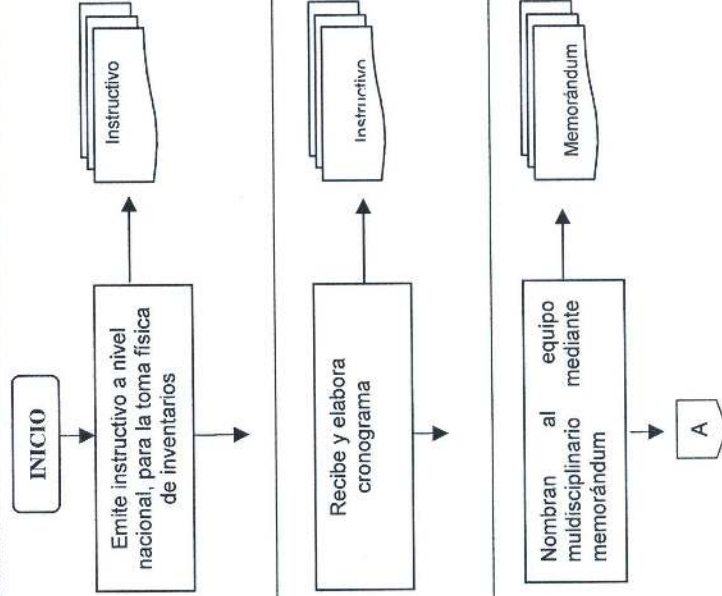 INICIO
Emite instructivo a nivel
nacional, para la toma física
de inventarios
Instructivo
Recibe y elabora
cronograma
Instructivo
Nombran al equipo
muldisciplinario mediante
memorándum
Memorándum
A